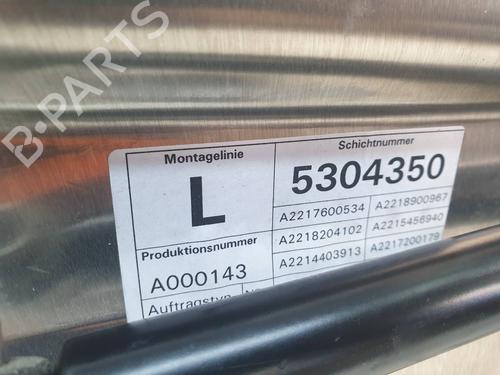 B-PARTS
Montagelinie
L
Schichtnummer
5304350
A2217600534 A2218900967
A2218204102 A2215456940
A2214403913 A2217200179
Produktionsnummer
A000143
Auftragstyp